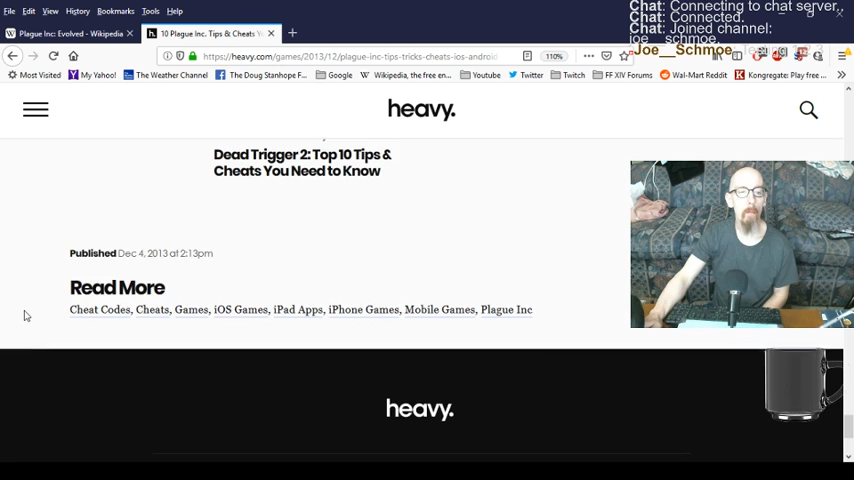 File Edit View History Bookmarks Tools Help
Chat: Connecting to chat server..
Chat: Connected.
Chat: Joined channel:
joe__schmoe.
Joe__Schmoe
Plague Inc: Evolved - Wikipedia
10 Plague Inc. Tips & Cheats Y
https://heavy.com/games/2013/12/plague-inc-tips-tricks-cheats-ios-android
110%
Most Visited Y My Yahoo! The Weather Channel The Doug Stanhope F... Google Wikipedia, the free en... Youtube Twitter Twitch FF XIV Forums Wal-Mart Reddit Kongregate: Play free ...
heavy.
Dead Trigger 2: Top 10 Tips &
Cheats You Need to Know
Published Dec 4, 2013 at 2:13pm
Read More
Cheat Codes, Cheats, Games, iOS Games, iPad Apps, iPhone Games, Mobile Games, Plague Inc
heavy.